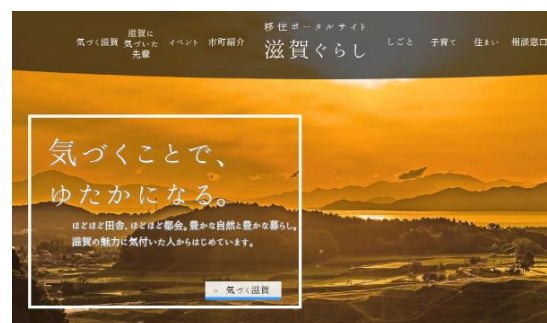 気づく滋賀
滋賀に
気づいた
先輩
イベント
市町紹介
移住ポータルサイト
滋賀ぐらし
しごと
子育て
住まい
相談窓口
気づくことで、
ゆたかになる。
ほどほど田舎、ほどほど都会。豊かな自然と豊かな暮らし。
滋賀の魅力に気付いた人からはじめています。
> 気づく滋賀